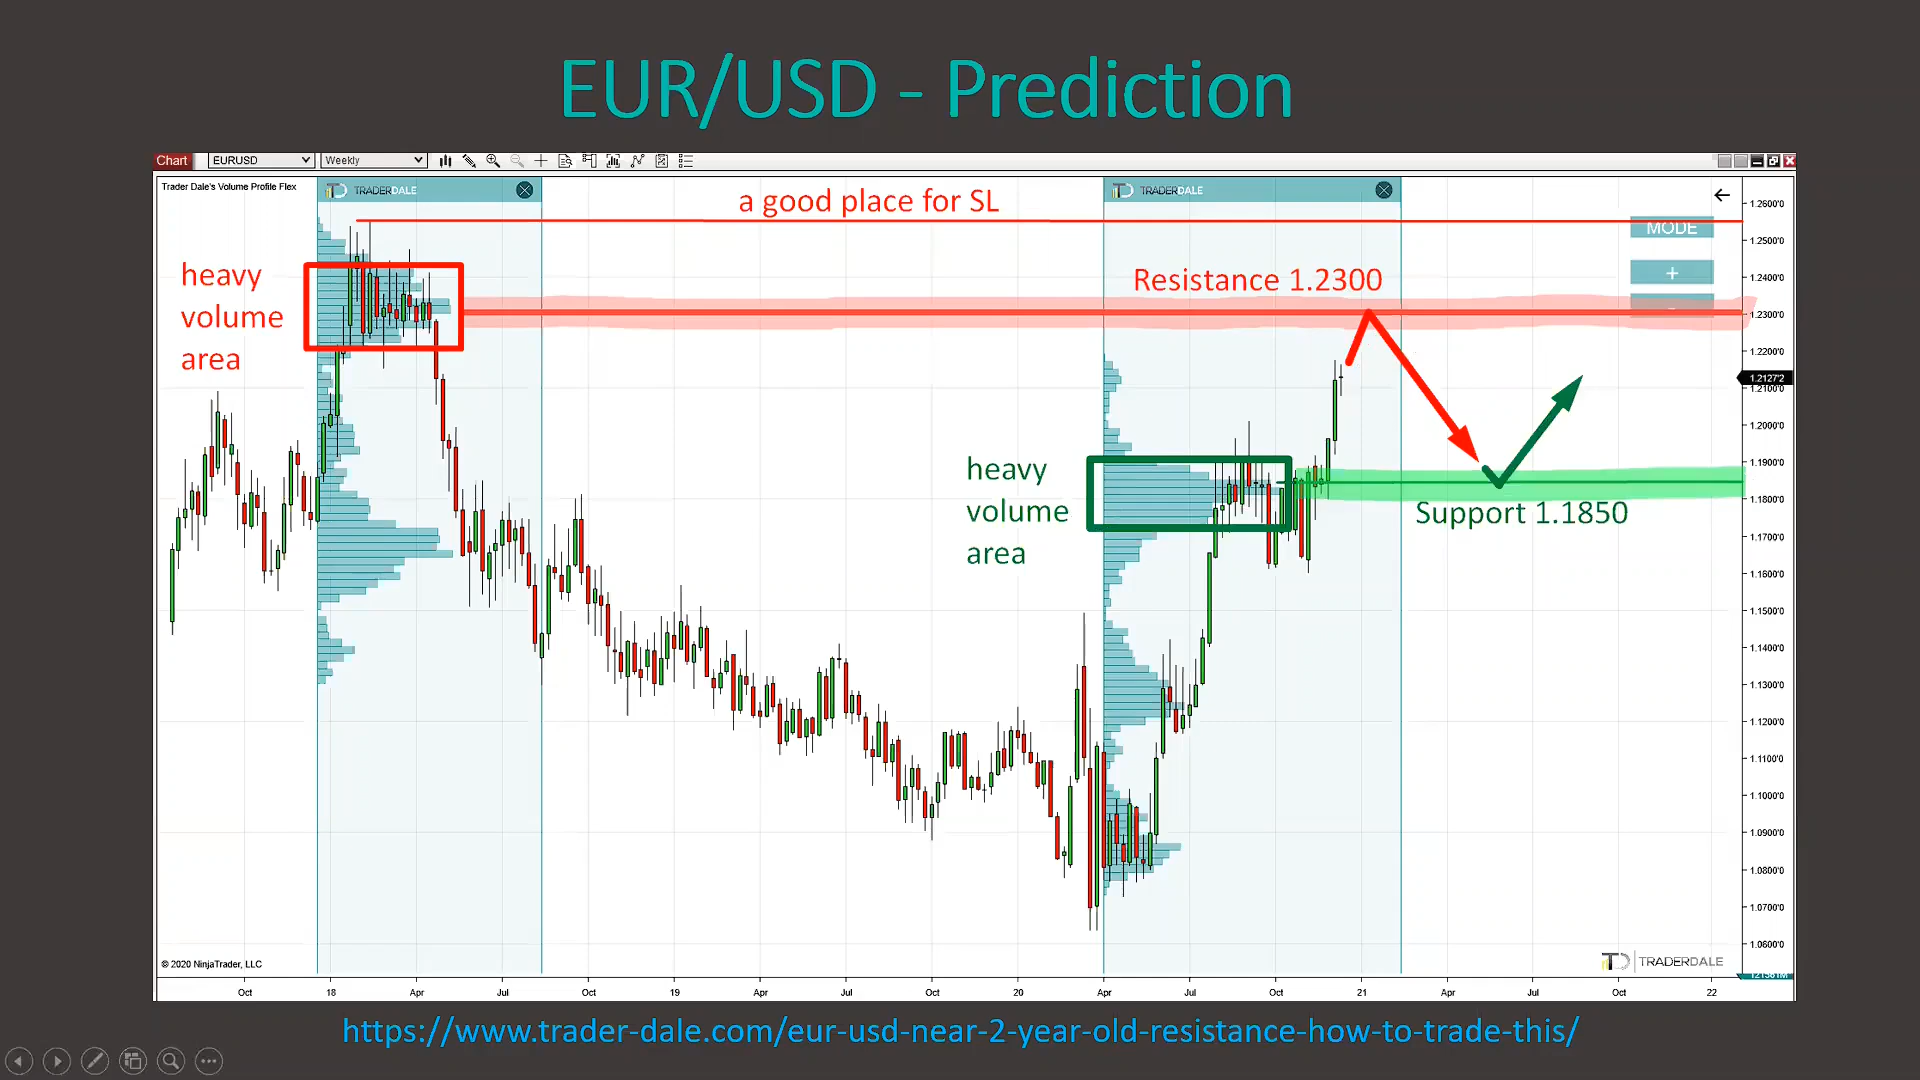 EUR/USD - Prediction
Chart
EURUSD
Weekly
Trader Dale's Volume Profile Flex
TRADERDALE
TRADERDALE
a good place for SL
MODE
+
heavy
volume
area
Resistance 1.2300
heavy
volume
area
Support 1.1850
1.2600'0
1.2500'0
1.2400'0
1.2300'0
1.2200'0
1.2127'2
1.2100'0
1.2000'0
1.1900'0
1.1800'0
1.1700'0
1.1600'0
1.1500'0
1.1400'0
1.1300'0
1.1200'0
1.1100'0
1.1000'0
1.0900'0
1.0800'0
1.0700'0
1.0600'0
© 2020 NinjaTrader, LLC
TRADERDALE
Oct 18 Apr Jul Oct 19 Apr Jul Oct 20 Apr Jul Oct 21 Apr Jul Oct 22
https://www.trader-dale.com/eur-usd-near-2-year-old-resistance-how-to-trade-this/